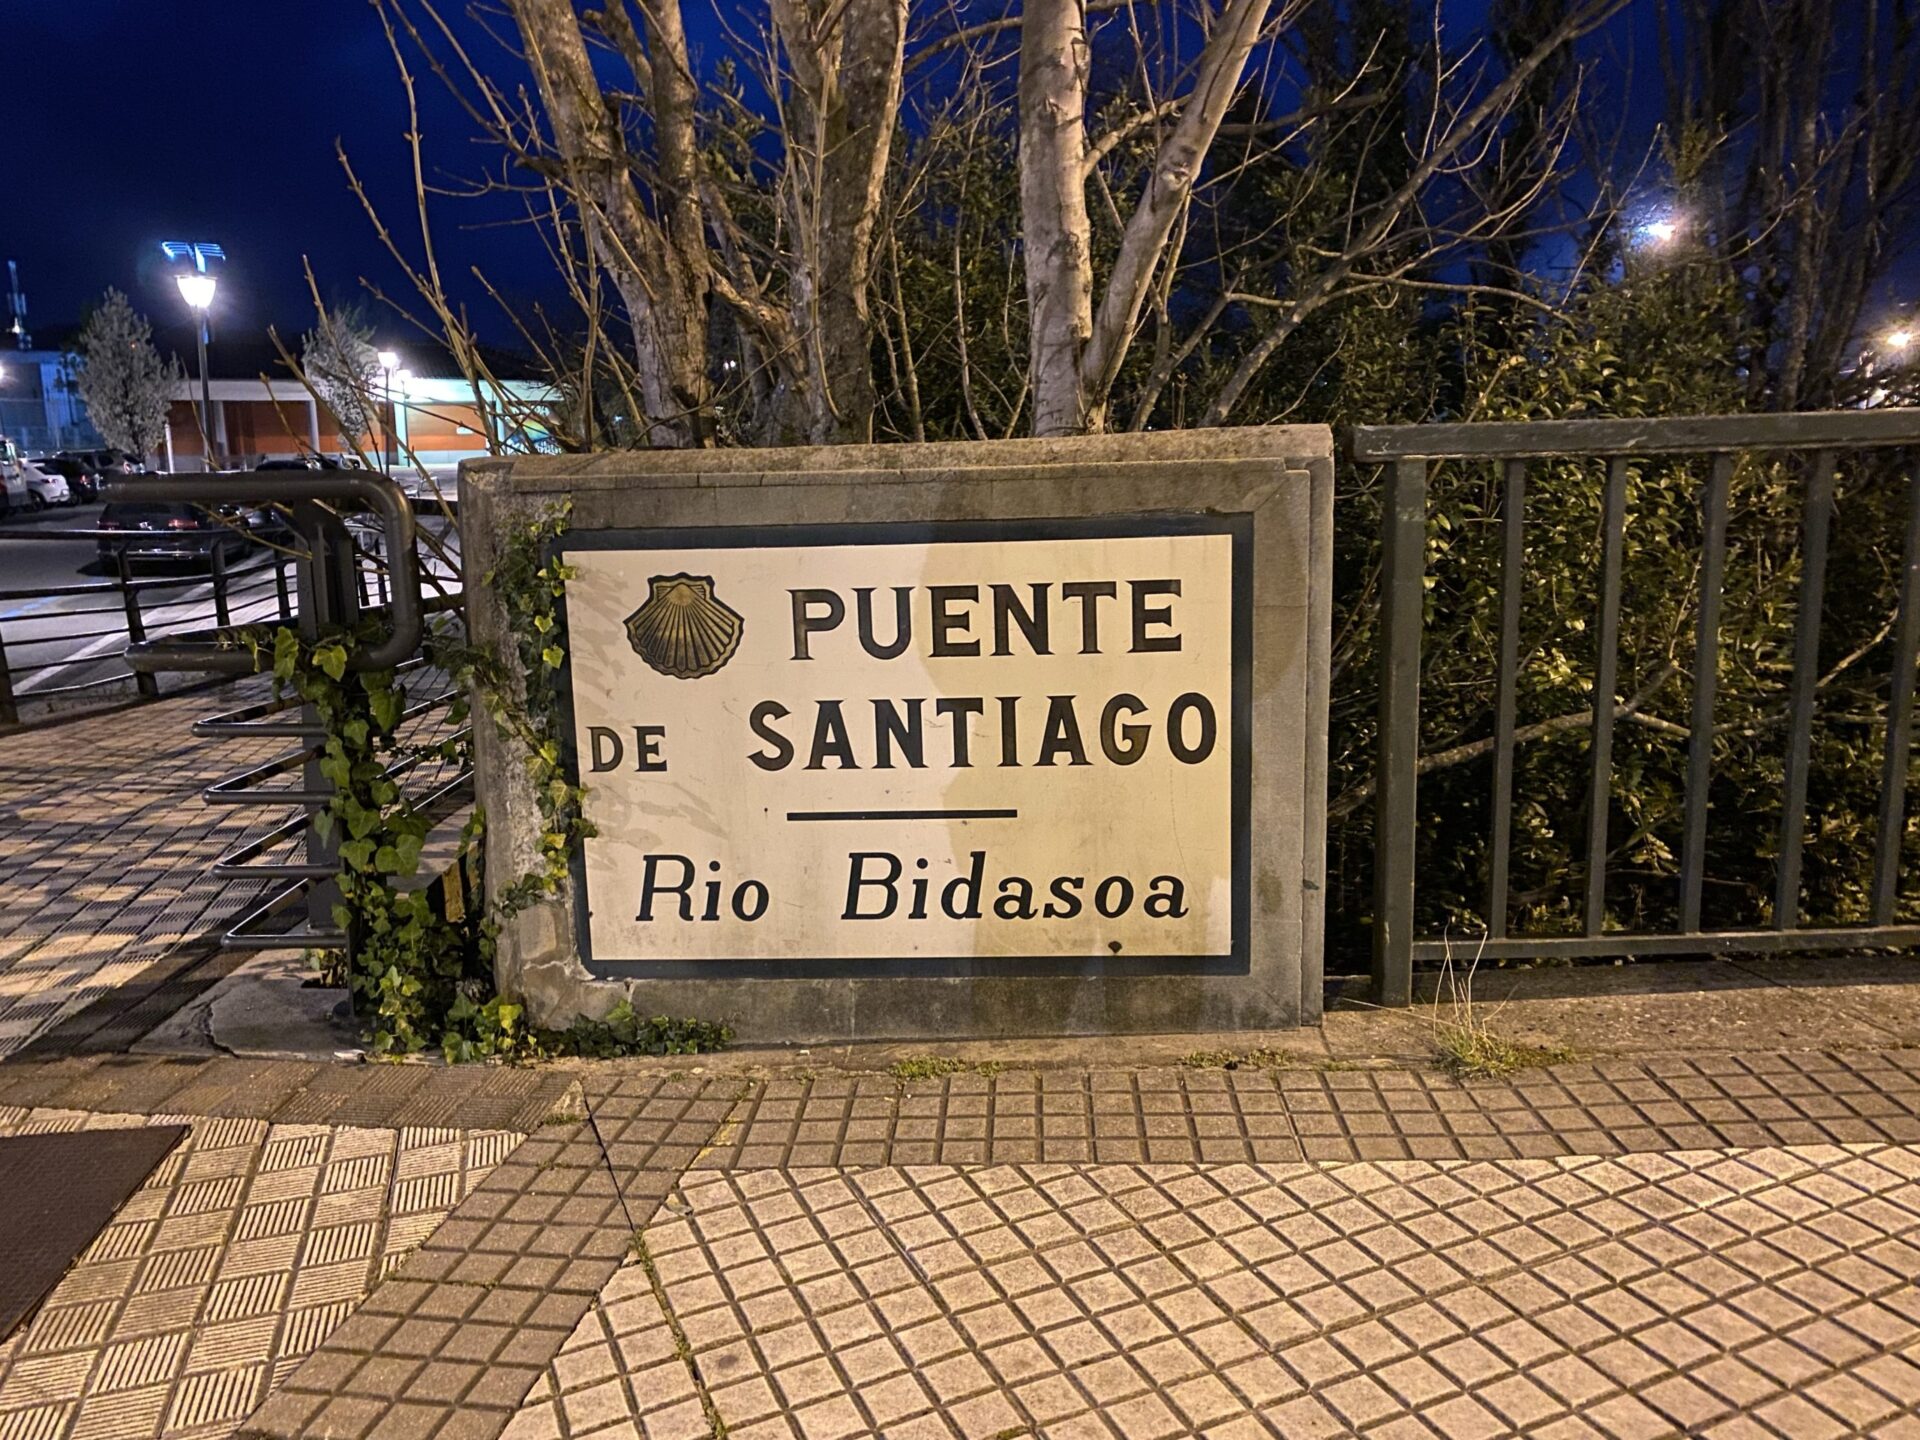 PUENTE
DE SANTIAGO
Rio Bidasoa